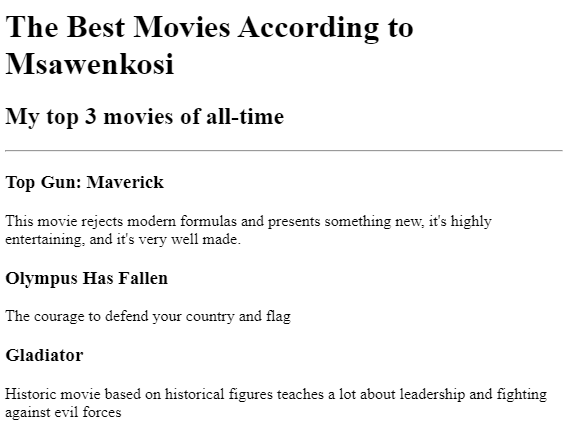 The Best Movies According to
Msawenkosi
My top 3 movies of all-time
Top Gun: Maverick
This movie rejects modern formulas and presents something new, it's highly
entertaining, and it's very well made.
Olympus Has Fallen
The courage to defend your country and flag
Gladiator
Historic movie based on historical figures teaches a lot about leadership and fighting
against evil forces